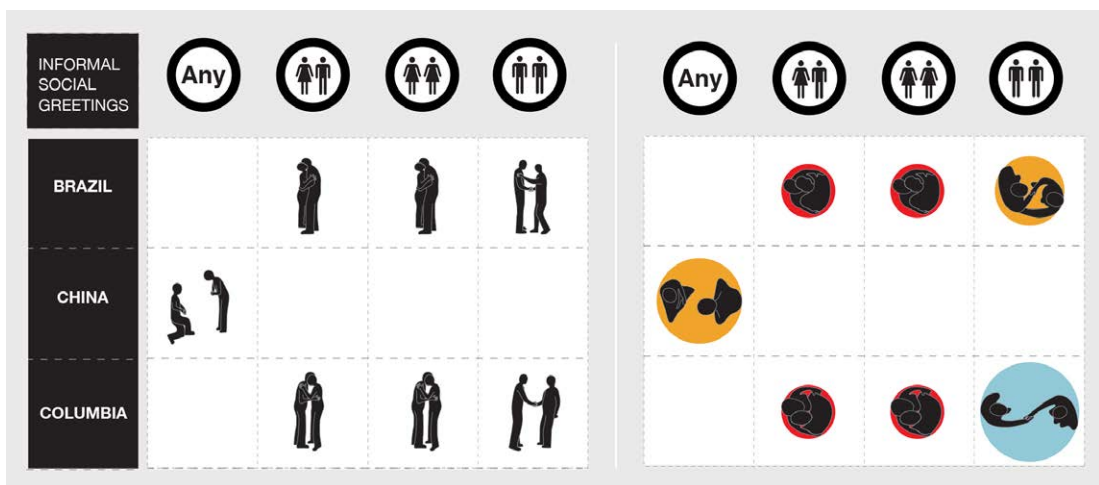 INFORMAL
SOCIAL
GREETINGS
Any
Any
BRAZIL
CHINA
COLUMBIA